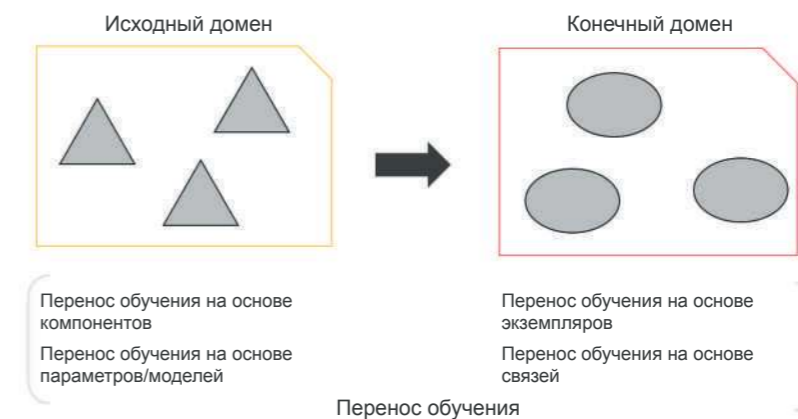 Исходный домен
Конечный домен
Перенос обучения на основе
компонентов
Перенос обучения на основе
параметров/моделей
Перенос обучения на основе
экземпляров
Перенос обучения на основе
связей
Перенос обучения